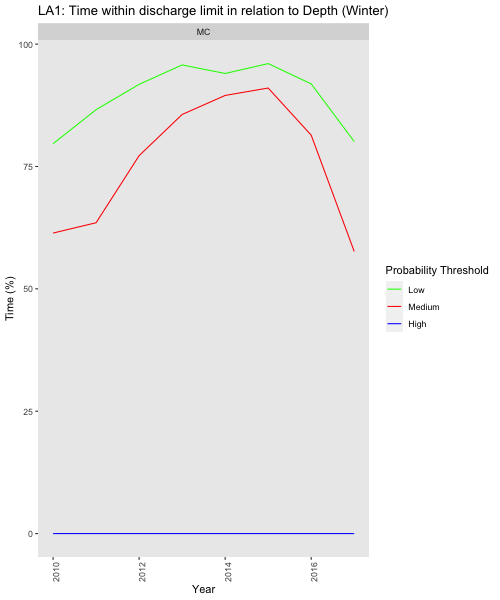 LA1: Time within discharge limit in relation to Depth (Winter)
MC
100
75
50
25
0
Time (%)
2010
2012
2014
2016
Year
Probability Threshold
Low
Medium
High